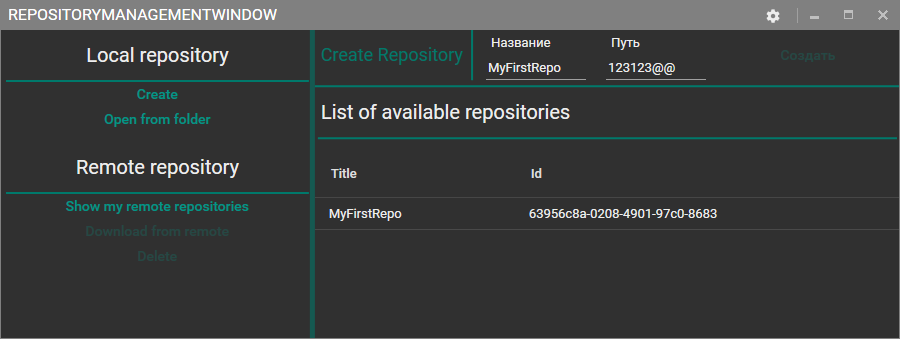 REPOSITORYMANAGEMENTWINDOW
Local repository
Create
Open from folder
Remote repository
Show my remote repositories
Download from remote
Delete
Create Repository
Название Путь
MyFirstRepo 123123@@
Создать
List of available repositories
Title Id
MyFirstRepo 63956c8a-0208-4901-97c0-8683